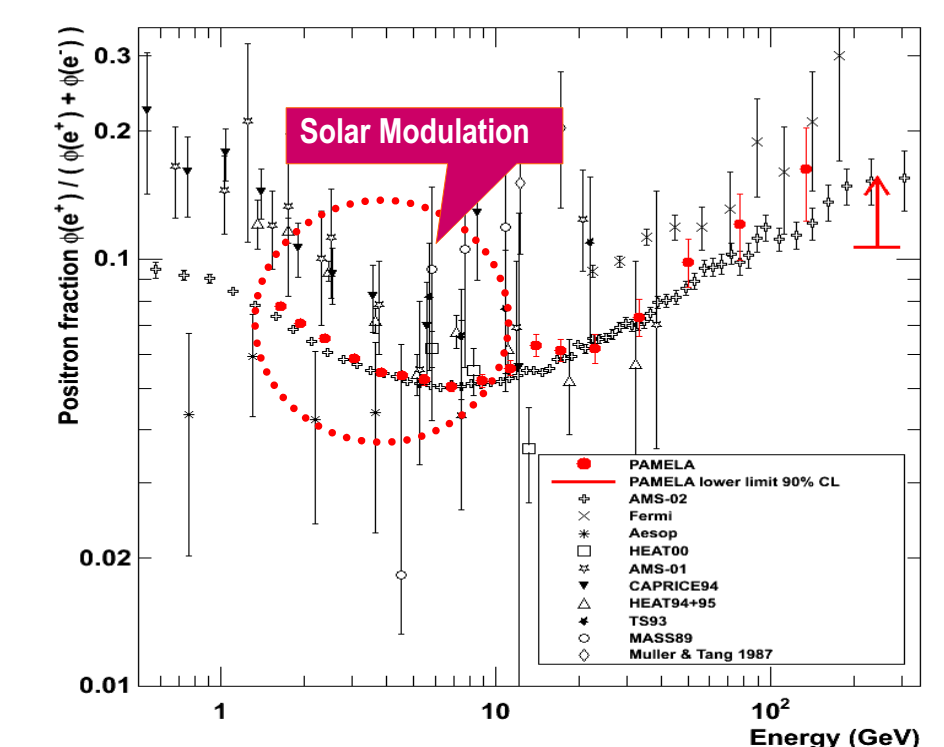 Positron fraction ϕ(e⁺) / ( ϕ(e⁺) + ϕ(e⁻))
0.3
0.2
0.1
0.02
0.01
Solar Modulation
PAMELA
PAMELA lower limit 90% CL
AMS-02
Fermi
Aesop
HEAT00
AMS-01
CAPRICE94
HEAT94+95
TS93
MASS89
Muller & Tang 1987
1
10
10²
Energy (GeV)